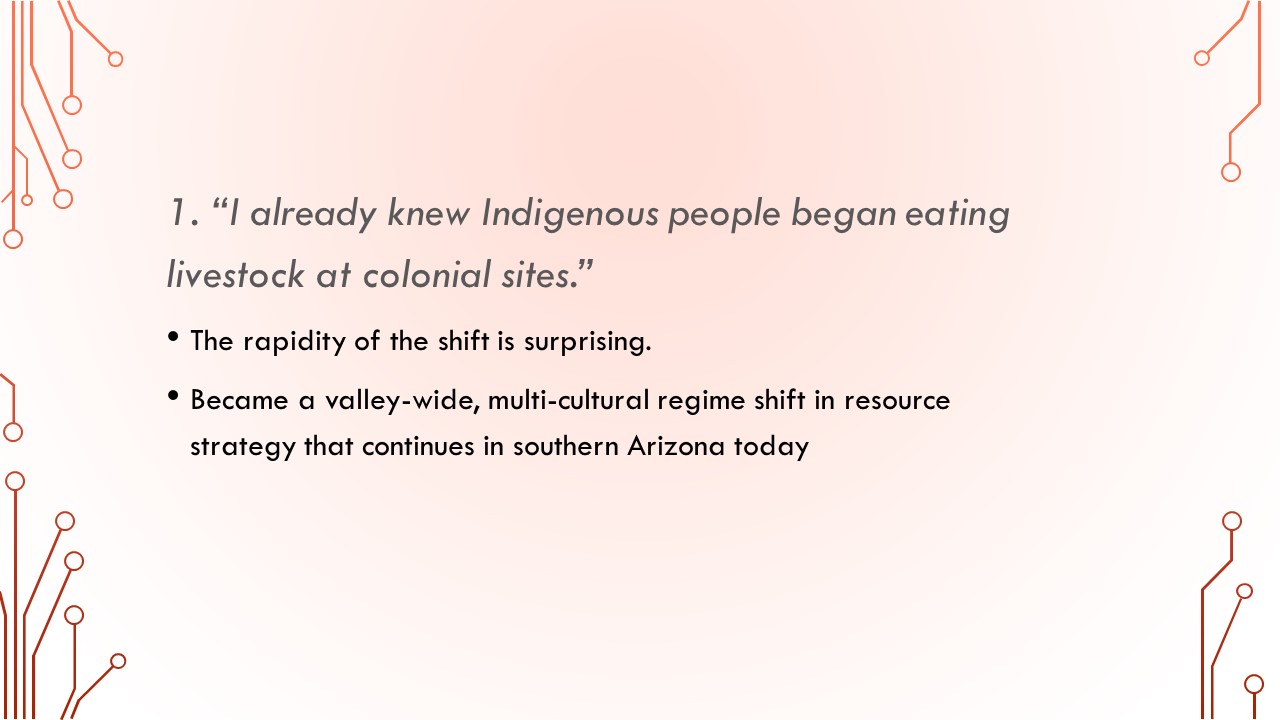 1. “I already knew Indigenous people began eating
livestock at colonial sites.”
• The rapidity of the shift is surprising.
• Became a valley-wide, multi-cultural regime shift in resource
strategy that continues in southern Arizona today